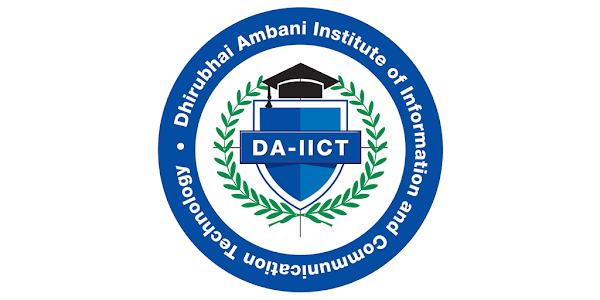 Dhirubhai Ambani Institute of Information and Communication Technology •
DA-IICT